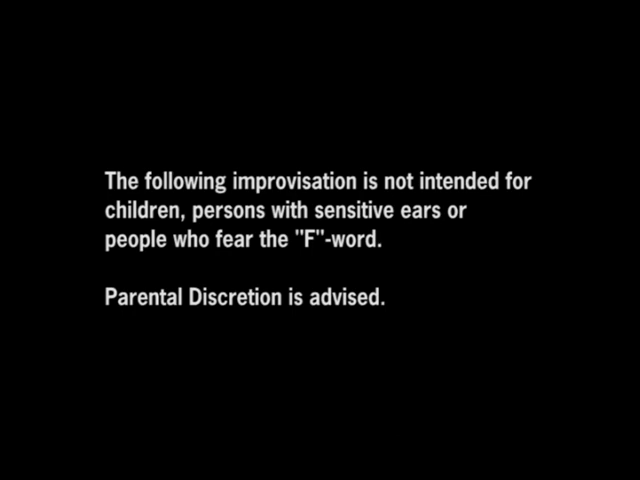 The following improvisation is not intended for
children, persons with sensitive ears or
people who fear the "F"-word.
Parental Discretion is advised.